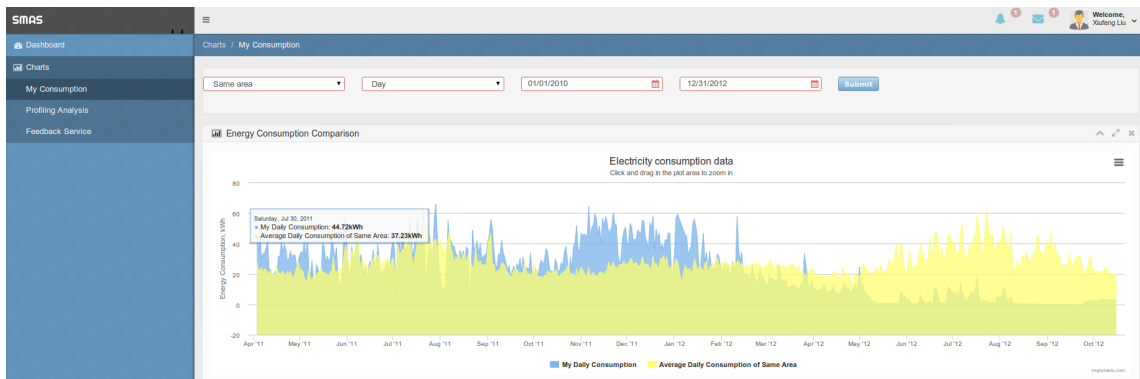 SMAS
1
1
Welcome,
Xiufeng Liu
Dashboard
Charts / My Consumption
Charts
My Consumption
Profiling Analysis
Feedback Service
Same area
Day
01/01/2010
12/31/2012
Submit
Energy Consumption Comparison
Electricity consumption data
Click and drag in the plot area to zoom in
Energy Consumption, kWh
80
60
40
20
0
-20
Saturday, Jul 30, 2011
My Daily Consumption: 44.72kWh
Average Daily Consumption of Same Area: 37.23kWh
Apr '11 May '11 Jun '11 Jul '11 Aug '11 Sep '11 Oct '11 Nov '11 Dec '11 Jan '12 Feb '12 Mar '12 Apr '12 May '12 Jun '12 Jul '12 Aug '12 Sep '12 Oct '12
My Daily Consumption Average Daily Consumption of Same Area
Highcharts.com